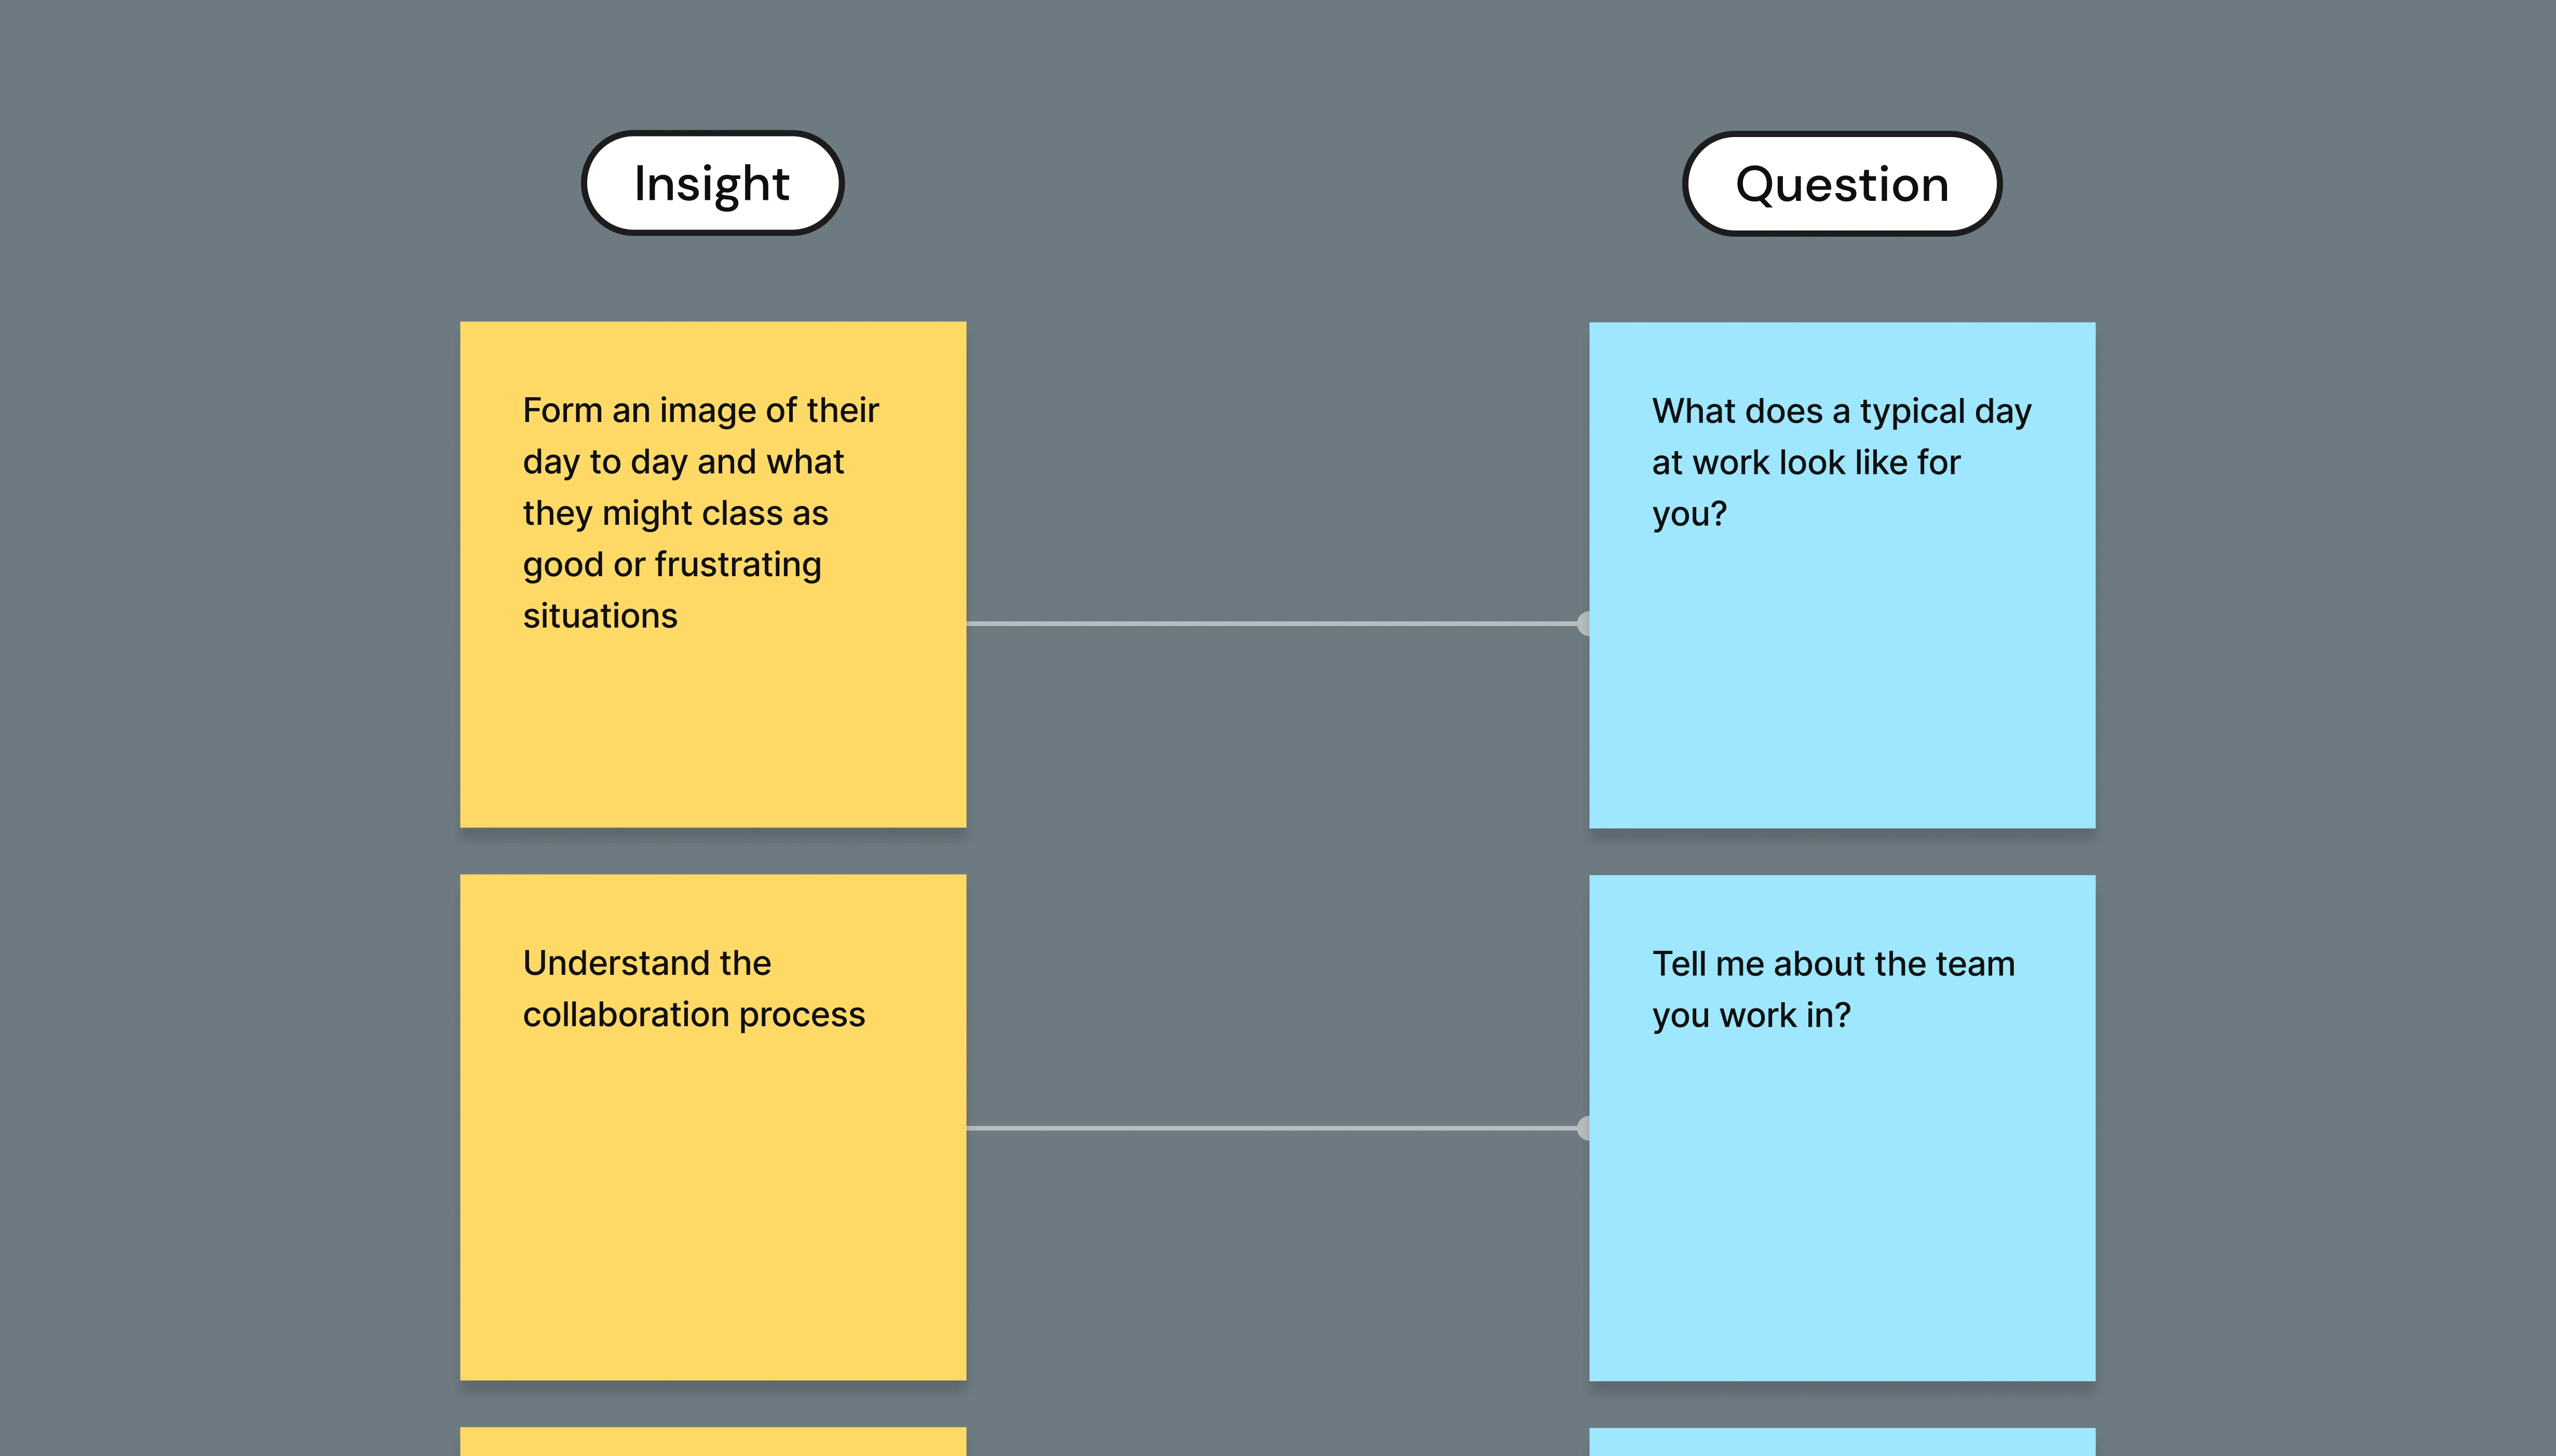 Insight
Question
Form an image of their
day to day and what
they might class as
good or frustrating
situations
What does a typical day
at work look like for
you?
Understand the
collaboration process
Tell me about the team
you work in?